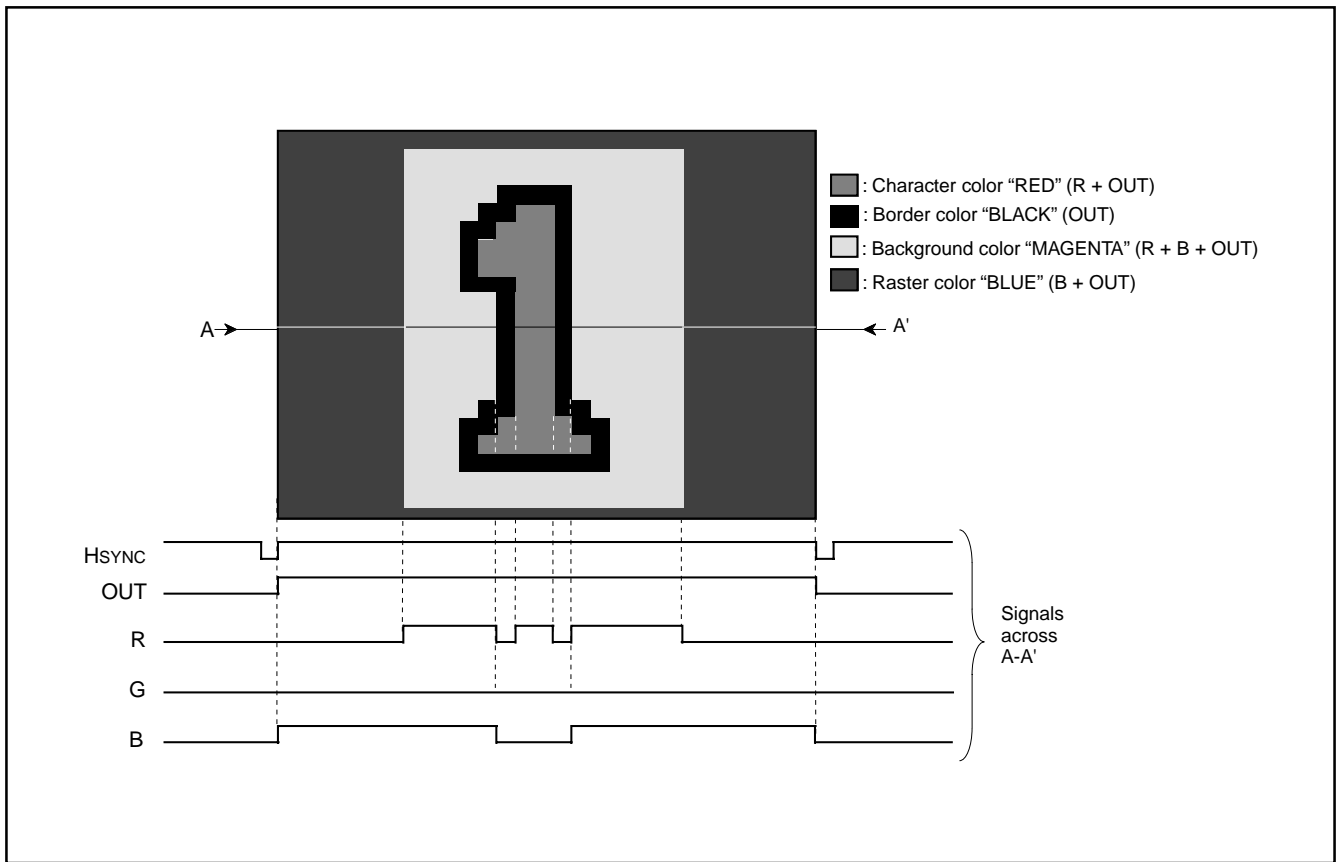 : Character color “RED” (R + OUT)
: Border color “BLACK” (OUT)
: Background color “MAGENTA” (R + B + OUT)
: Raster color “BLUE” (B + OUT)
A
A'
HSYNC
OUT
R
G
B
Signals
across
A-A'